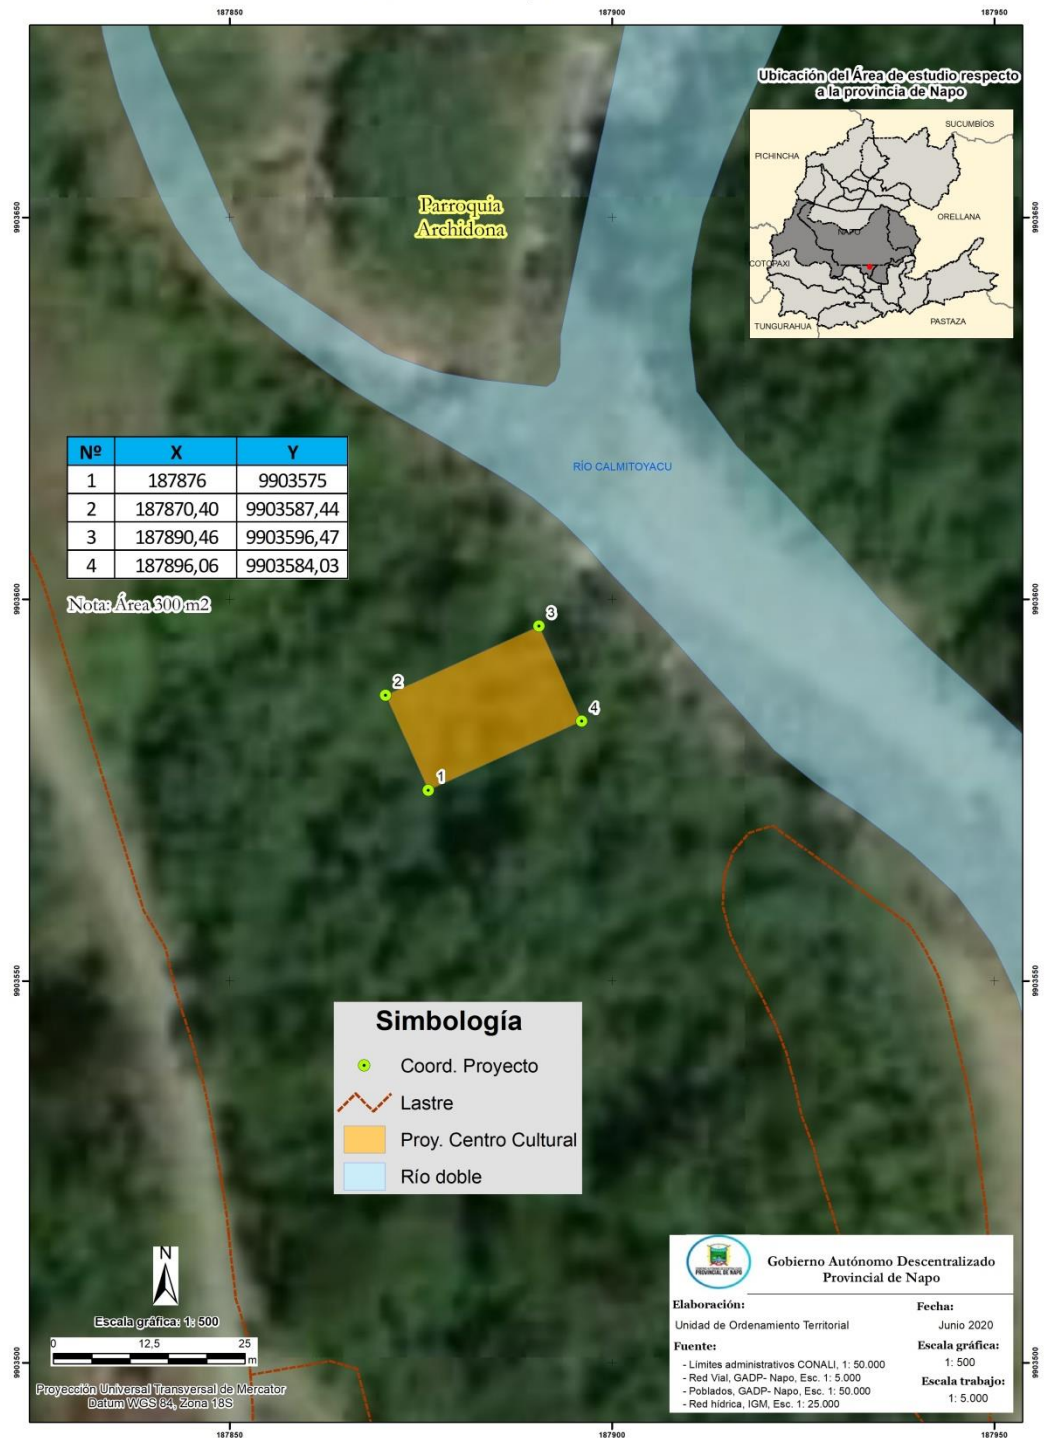 187850
187900
187950
Ubicación del Área de estudio respecto
a la provincia de Napo
SUCUMBÍOS
PICHINCHA
ORELLANA
NAPO
COTOPAXI
TUNGURAHUA
PASTAZA
Parroquia
Archidona
9903650
9903650
RÍO CALMITOYACU
Nº X Y
1 187876 9903575
2 187870,40 9903587,44
3 187890,46 9903596,47
4 187896,06 9903584,03
Nota: Área 300 m2
9903600
9903600
3
2
4
1
9903550
9903550
Simbología
Coord. Proyecto
Lastre
Proy. Centro Cultural
Río doble
N
Escala gráfica: 1: 500
0 12,5 25
m
Proyección Universal Transversal de Mercator
Datum WGS 84, Zona 18S
PROVINCIAL DE NAPO
Gobierno Autónomo Descentralizado
Provincial de Napo
Elaboración:
Unidad de Ordenamiento Territorial
Fuente:
- Límites administrativos CONALI, 1: 50.000
- Red Vial, GADP- Napo, Esc. 1: 5.000
- Poblados, GADP- Napo, Esc. 1: 50.000
- Red hídrica, IGM, Esc. 1: 25.000
Fecha:
Junio 2020
Escala gráfica:
1: 500
Escala trabajo:
1: 5.000
9903500
9903500
187850
187900
187950